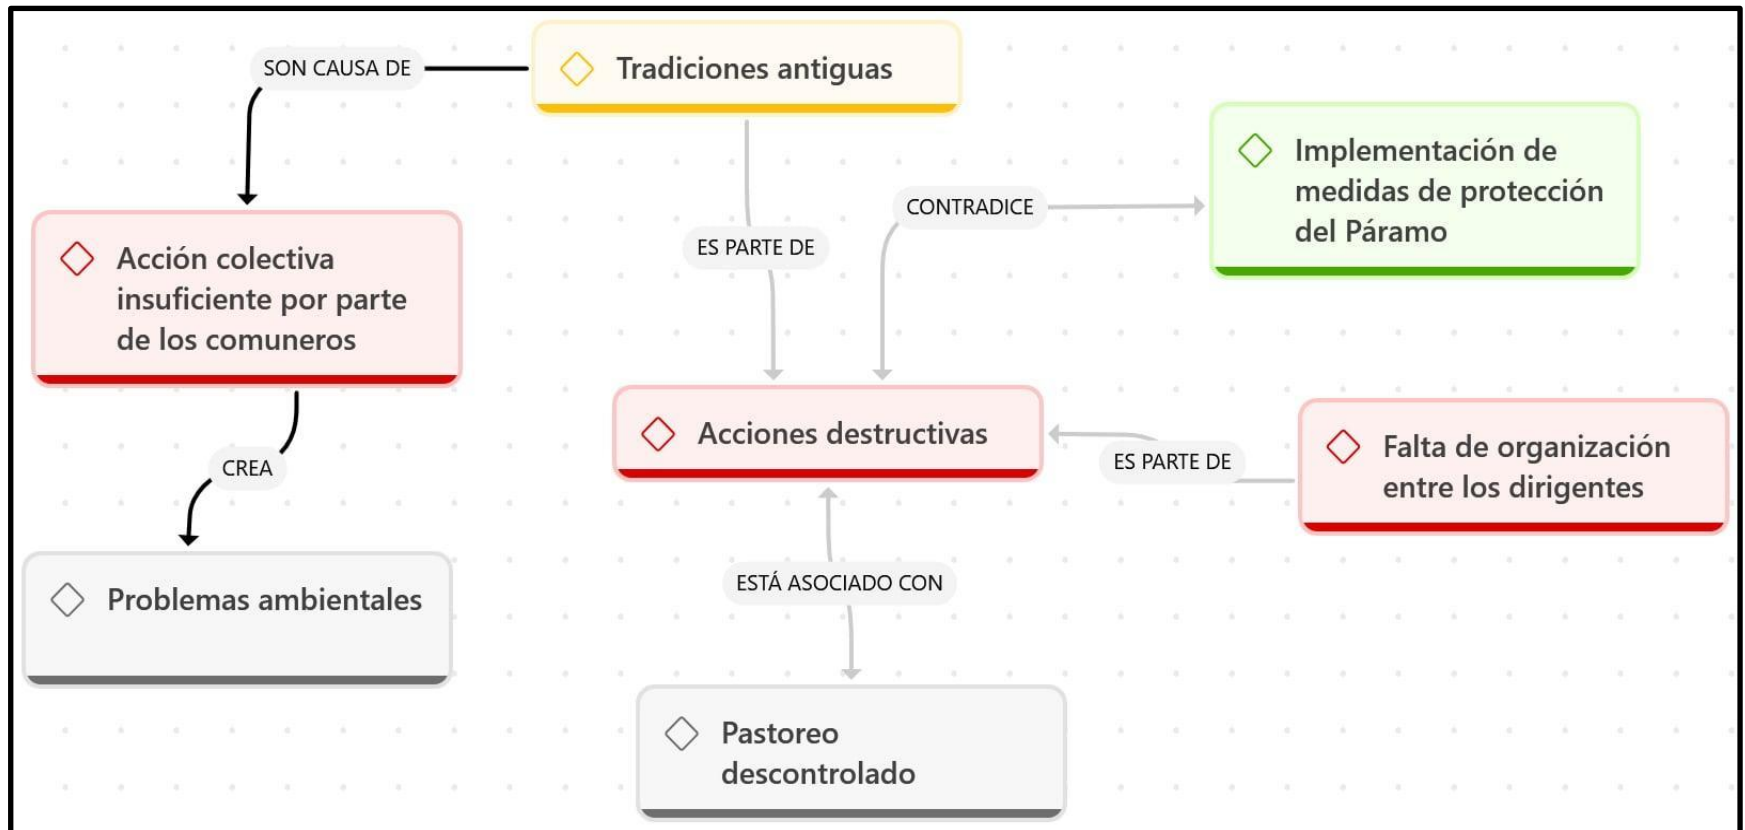 SON CAUSA DE
Tradiciones antiguas
Implementación de
medidas de protección
del Páramo
CONTRADICE
ES PARTE DE
Acción colectiva
insuficiente por parte
de los comuneros
Acciones destructivas
ES PARTE DE
Falta de organización
entre los dirigentes
CREA
ESTÁ ASOCIADO CON
Problemas ambientales
Pastoreo
descontrolado